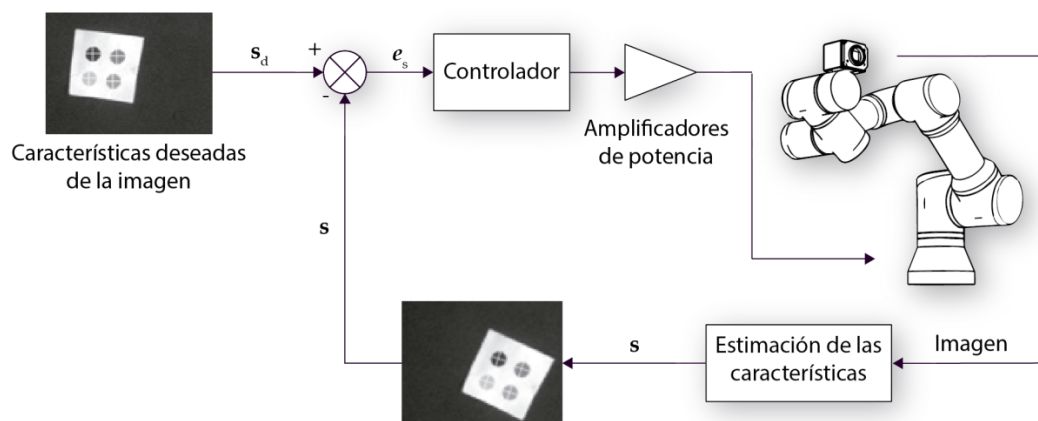 s_d
+
-
e_s
Controlador
Amplificadores
de potencia
Características deseadas
de la imagen
s
s
Estimación de las
características
Imagen